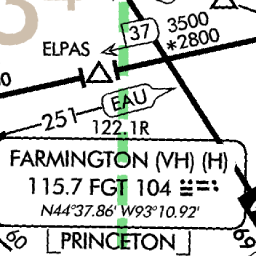 37
3500
*2800
ELPAS
EAU
251
122.1R
FARMINGTON (VH) (H)
115.7 FGT 104
N44°37.86' W93°10.92'
60
PRINCETON